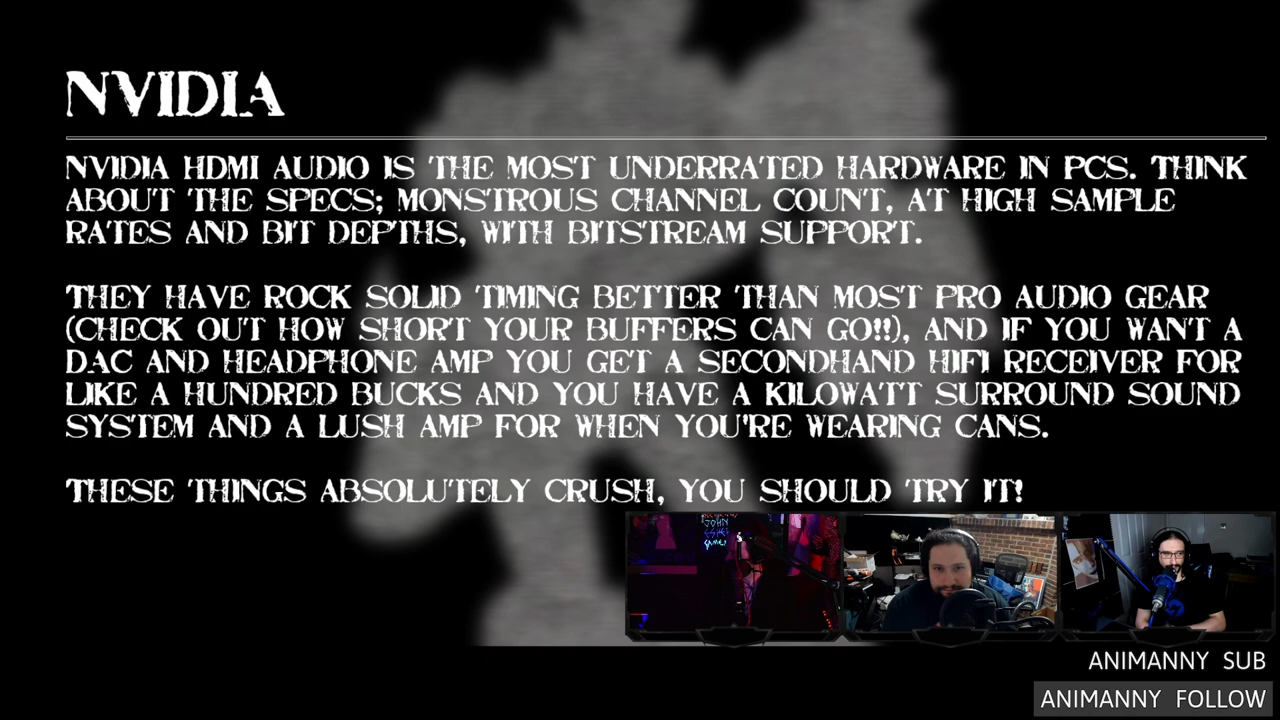 NVIDIA
NVIDIA HDMI AUDIO IS THE MOST UNDERRATED HARDWARE IN PCS. THINK
ABOUT THE SPECS; MONSTROUS CHANNEL COUNT, AT HIGH SAMPLE
RATES AND BIT DEPTHS, WITH BITSTREAM SUPPORT.
THEY HAVE ROCK SOLID TIMING BETTER THAN MOST PRO AUDIO GEAR
(CHECK OUT HOW SHORT YOUR BUFFERS CAN GO!!), AND IF YOU WANT A
DAC AND HEADPHONE AMP YOU GET A SECONDHAND HIFI RECEIVER FOR
LIKE A HUNDRED BUCKS AND YOU HAVE A KILOWATT SURROUND SOUND
SYSTEM AND A LUSH AMP FOR WHEN YOU'RE WEARING CANS.
THESE THINGS ABSOLUTELY CRUSH, YOU SHOULD TRY IT!
JOHN
ANIMANNY SUB
ANIMANNY FOLLOW